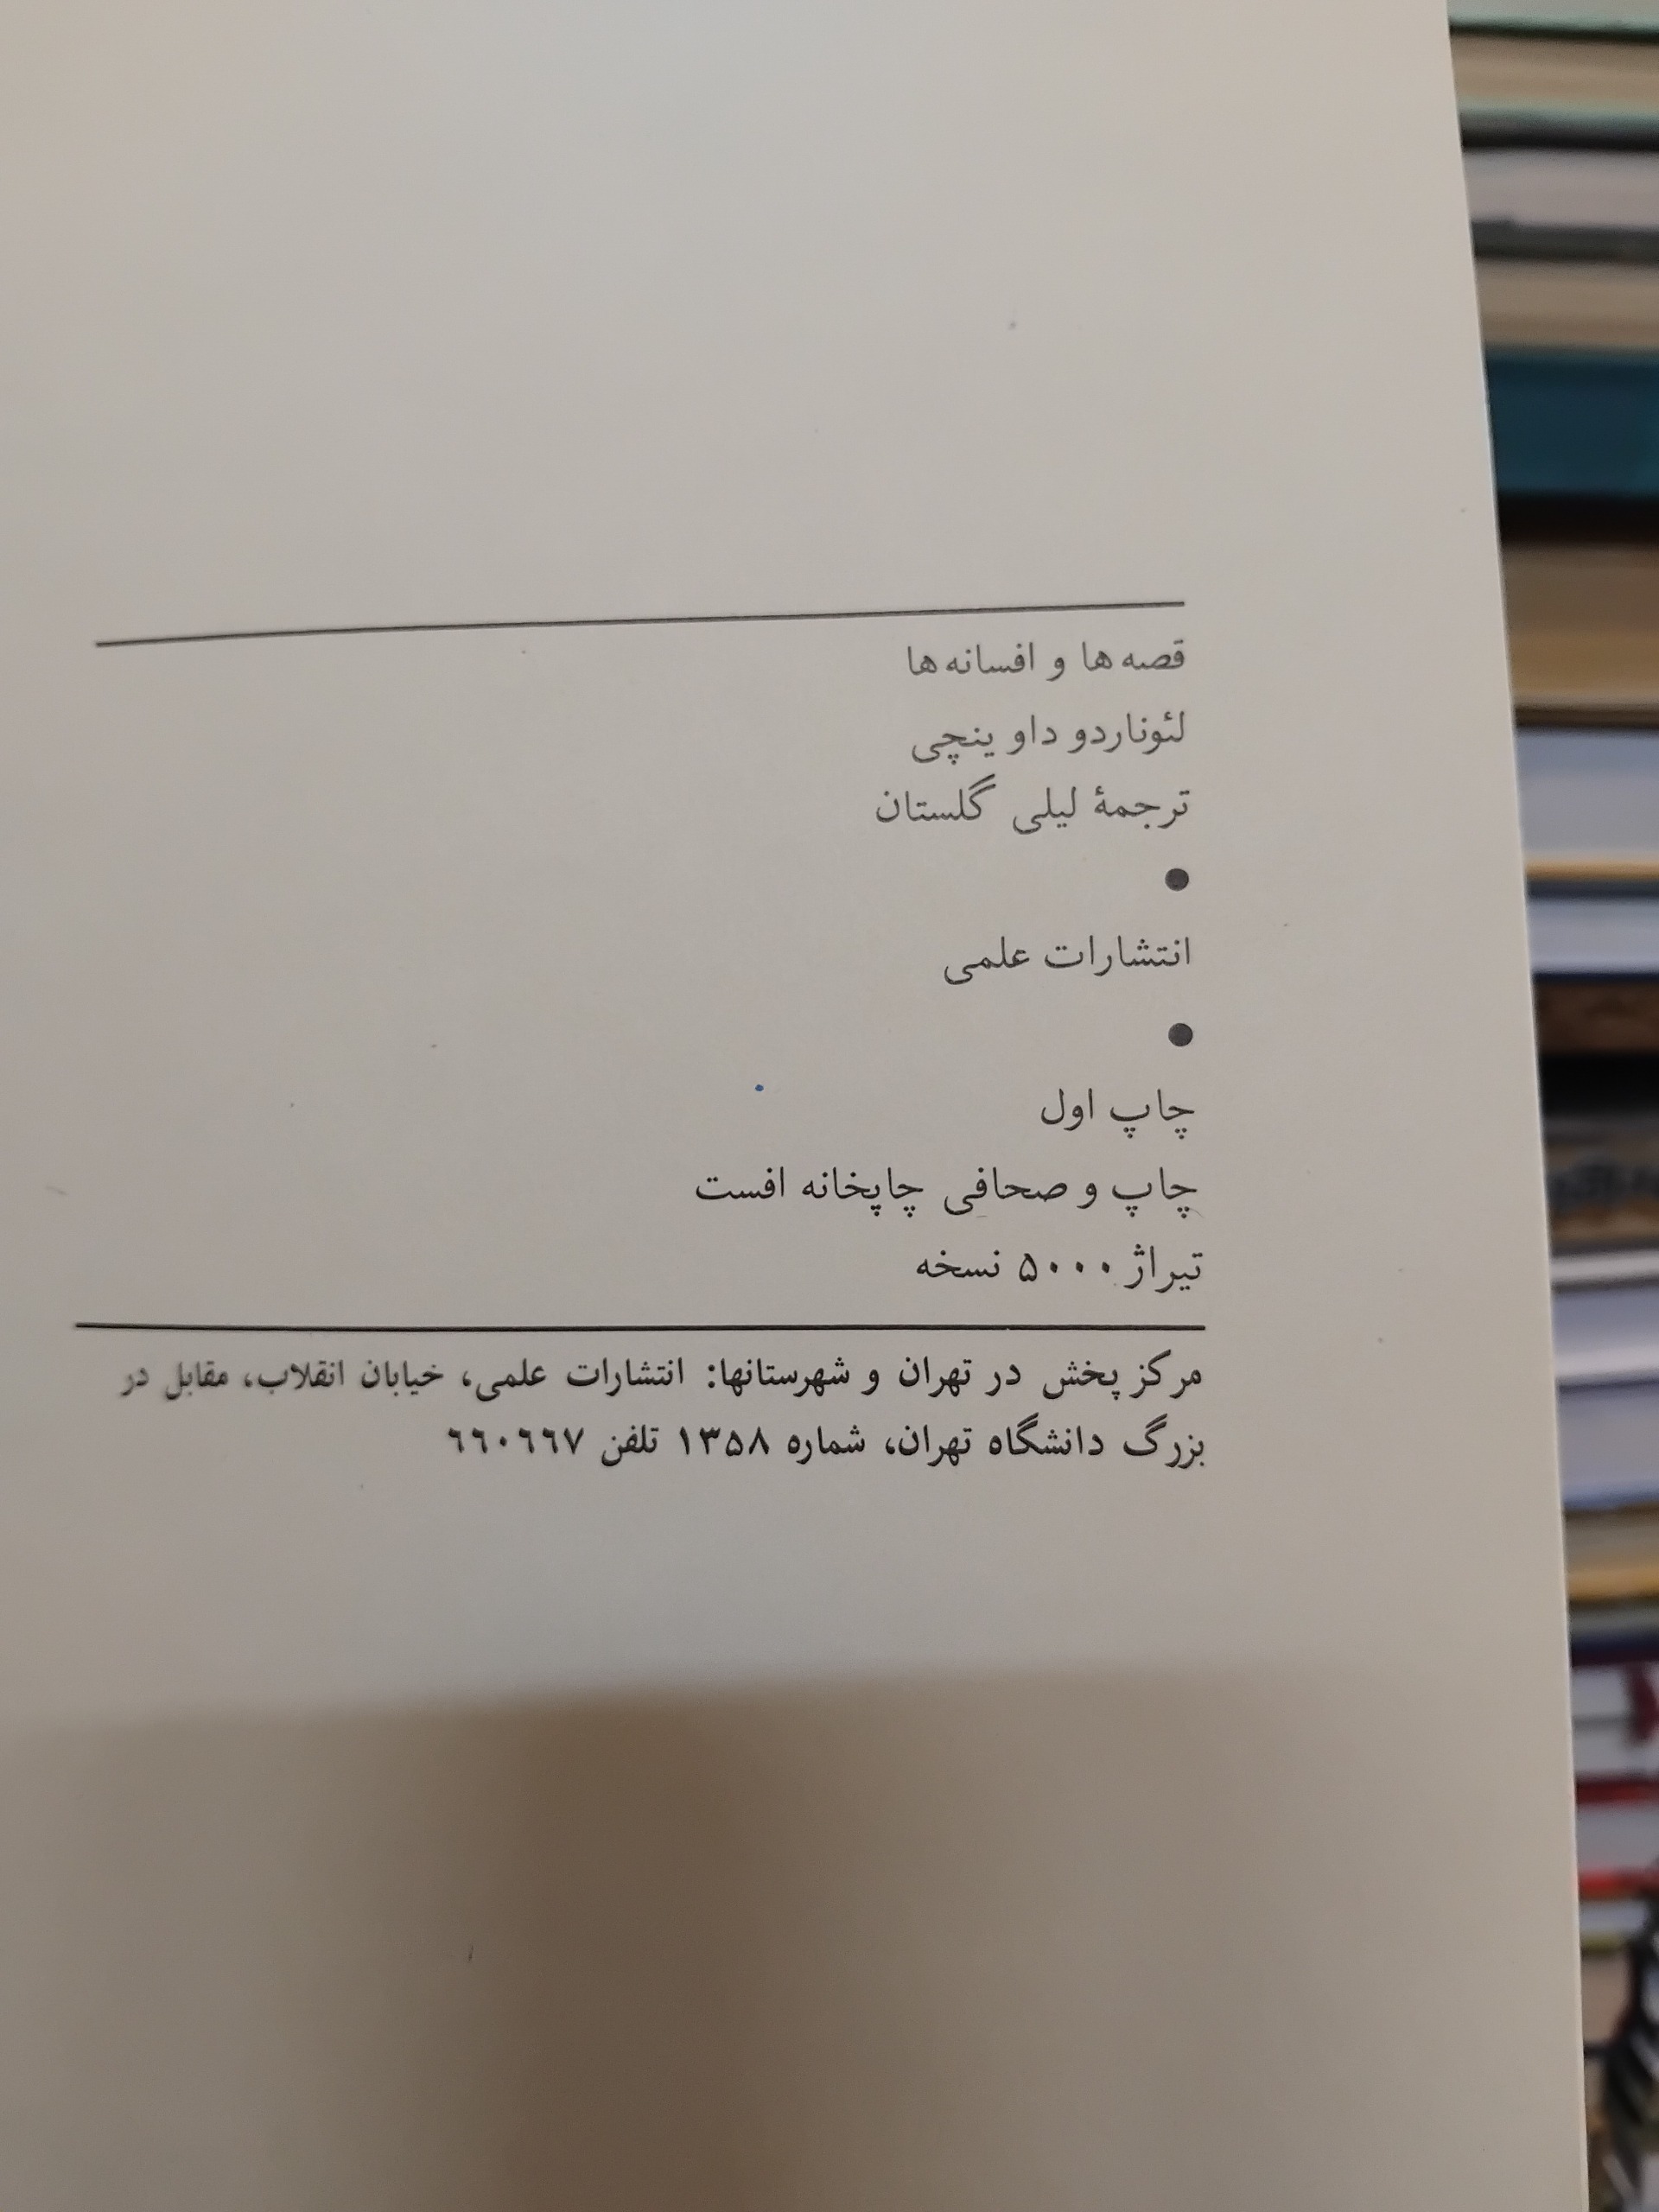 قصه ها و افسانه ها
لئوناردو داو ینچی
ترجمهٔ لیلی گلستان
●
انتشارات علمی
●
چاپ اول
چاپ و صحافی چاپخانه افست
تیراژ ۵۰۰۰ نسخه
مرکز پخش در تهران و شهرستانها: انتشارات علمی، خیابان انقلاب، مقابل در
بزرگ دانشگاه تهران، شماره ۱۳۵۸ تلفن ۶۶۰۶۶۷